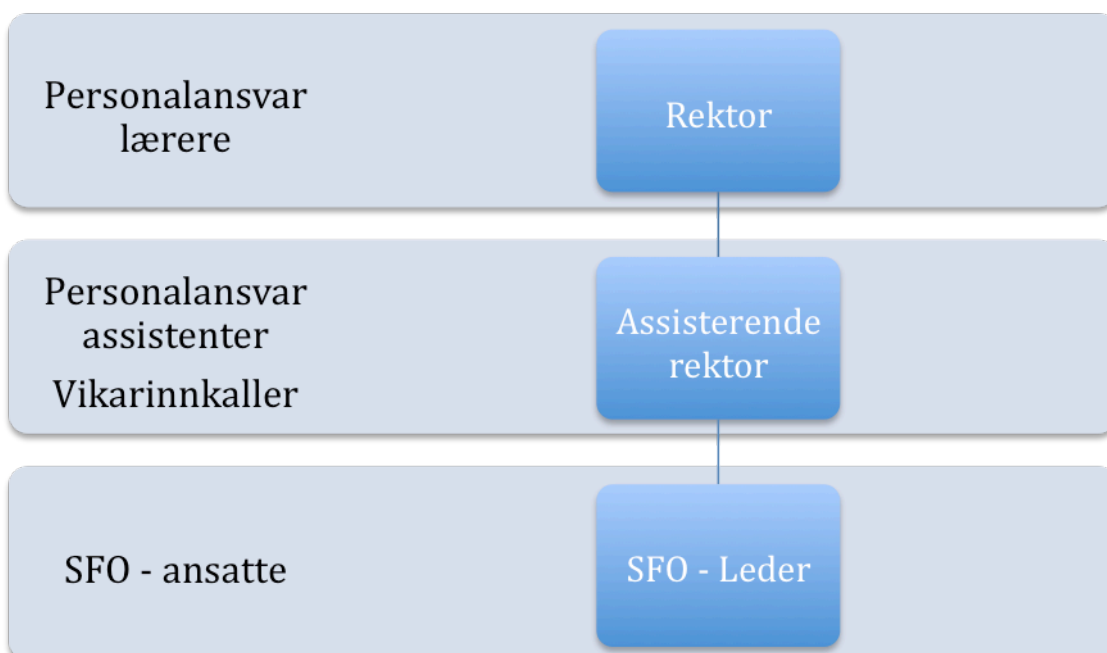 Personalansvar
lærere
Rektor
Personalansvar
assistenter
Vikarinnkaller
Assisterende
rektor
SFO - ansatte
SFO - Leder